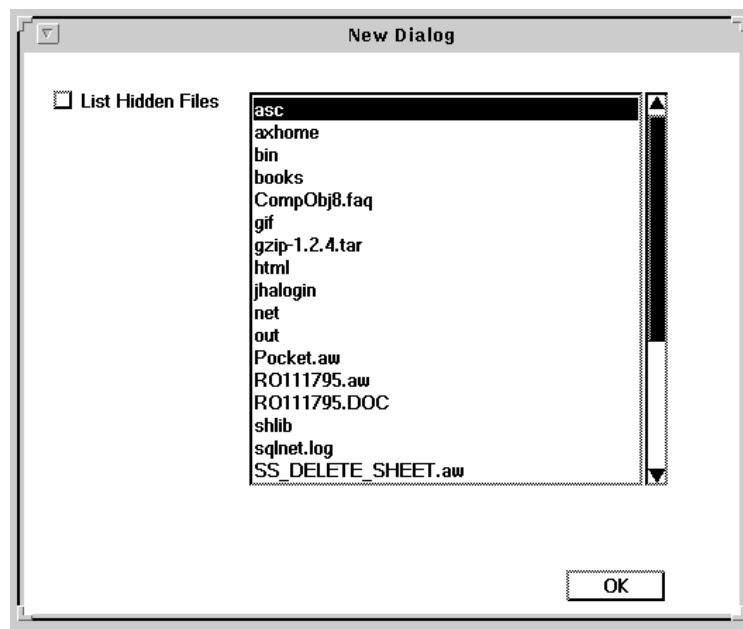 New Dialog
List Hidden Files
asc
axhome
bin
books
CompObj8.faq
gif
gzip-1.2.4.tar
html
jhalogin
net
out
Pocket.aw
RO111795.aw
RO111795.DOC
shlib
sqlnet.log
SS_DELETE_SHEET.aw
OK